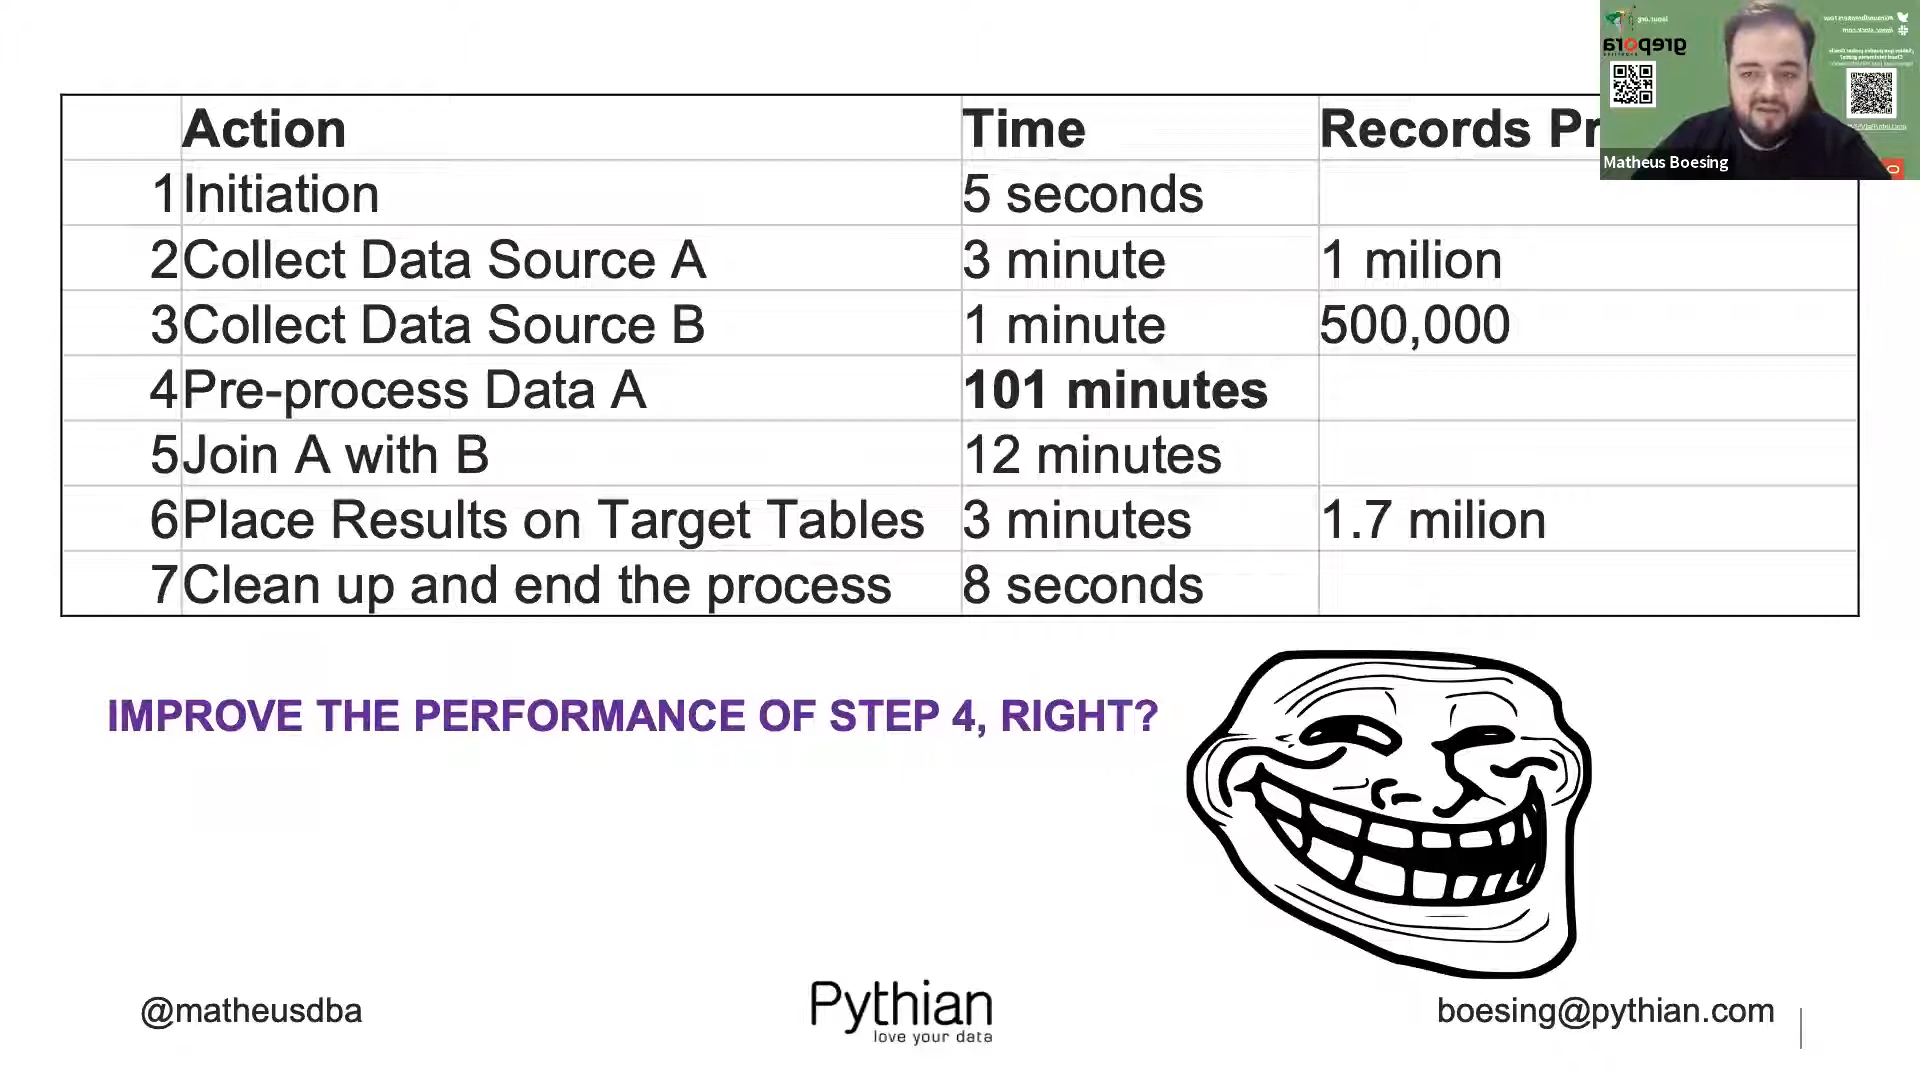 Action Time Records Pr
1 Initiation 5 seconds
2 Collect Data Source A 3 minute 1 milion
3 Collect Data Source B 1 minute 500,000
4 Pre-process Data A 101 minutes
5 Join A with B 12 minutes
6 Place Results on Target Tables 3 minutes 1.7 milion
7 Clean up and end the process 8 seconds
grepora
Matheus Boesing
IMPROVE THE PERFORMANCE OF STEP 4, RIGHT?
@matheusdba
Pythian
love your data
boesing@pythian.com